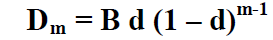 Dₘ = B d (1 – d)ᵐ⁻¹